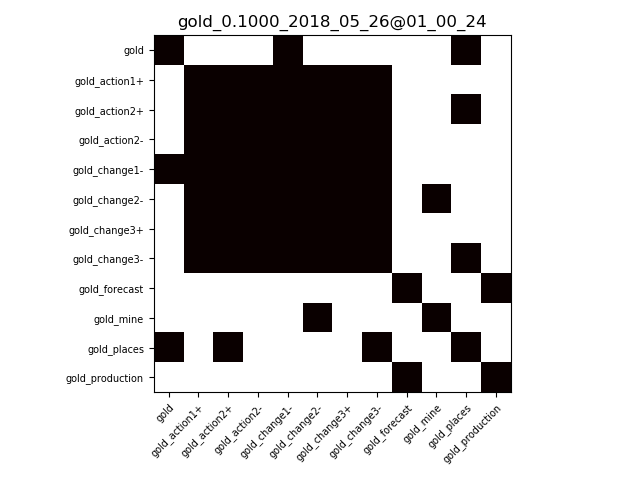 gold_0.1000_2018_05_26@01_00_24
gold
gold_action1+
gold_action2+
gold_action2-
gold_change1-
gold_change2-
gold_change3+
gold_change3-
gold_forecast
gold_mine
gold_places
gold_production
gold
gold_action1+
gold_action2+
gold_action2-
gold_change1-
gold_change2-
gold_change3+
gold_change3-
gold_forecast
gold_mine
gold_places
gold_production